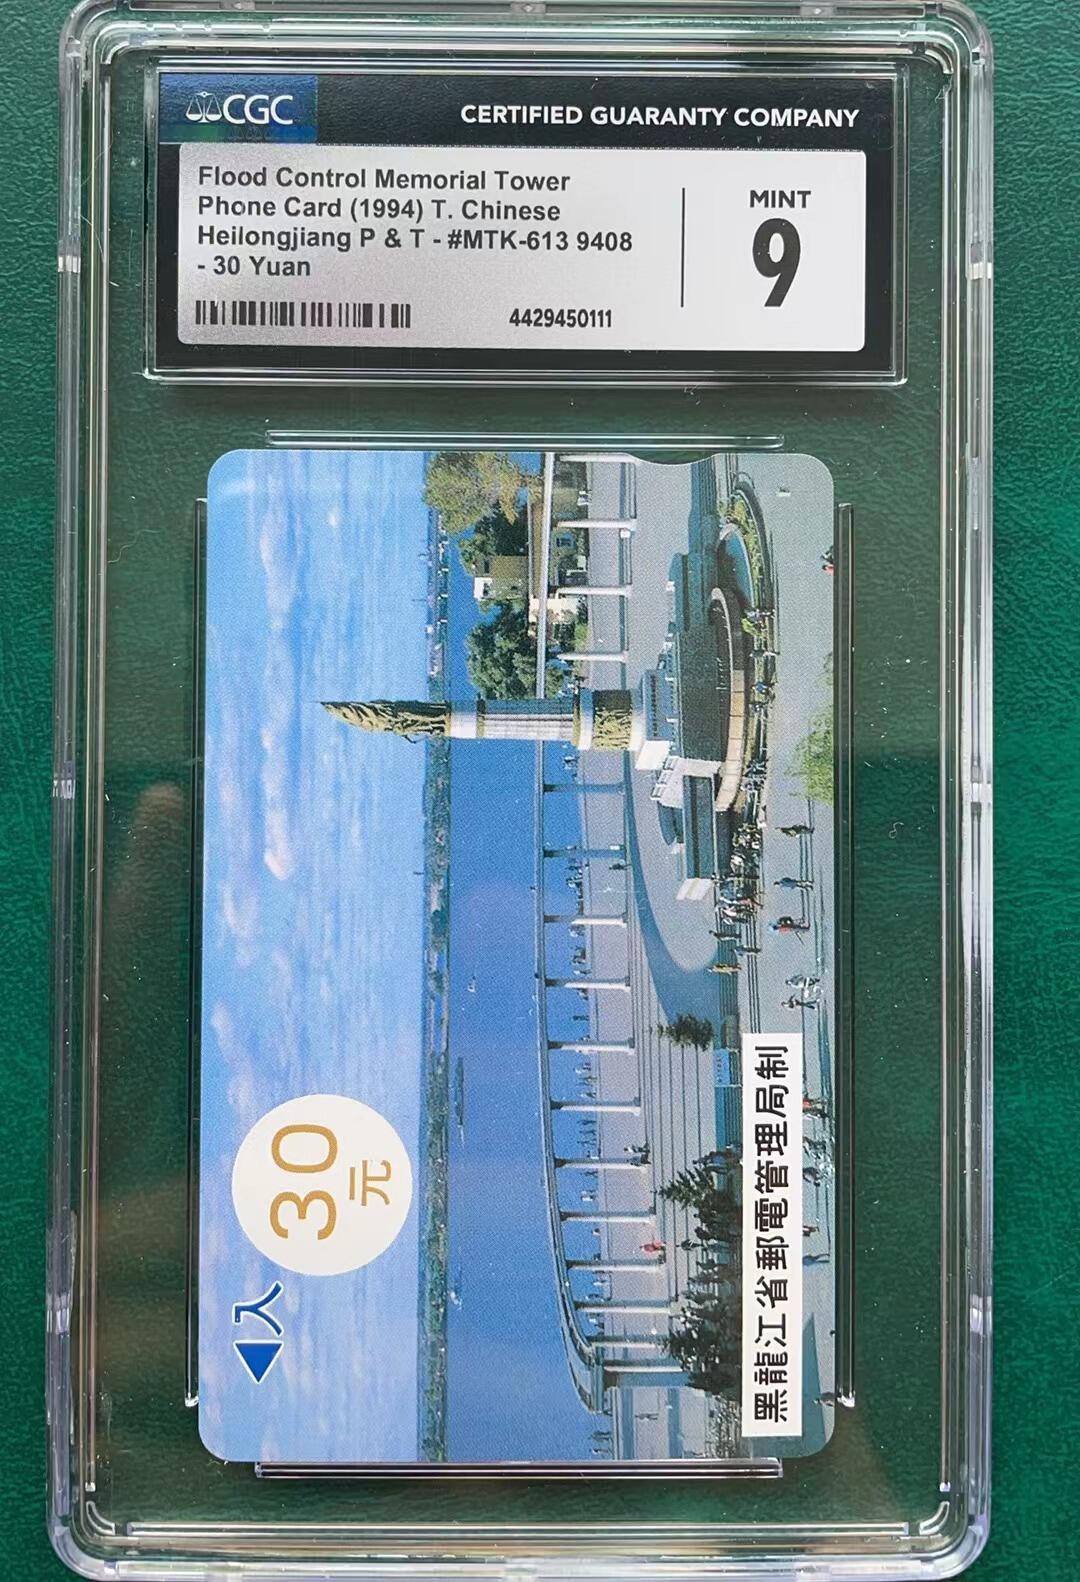 CGC
CERTIFIED GUARANTY COMPANY
Flood Control Memorial Tower
Phone Card (1994) T. Chinese
Heilongjiang P & T - #MTK-613 9408
- 30 Yuan
4429450111
MINT
9
入
30
元
黑龍江省郵電管理局制